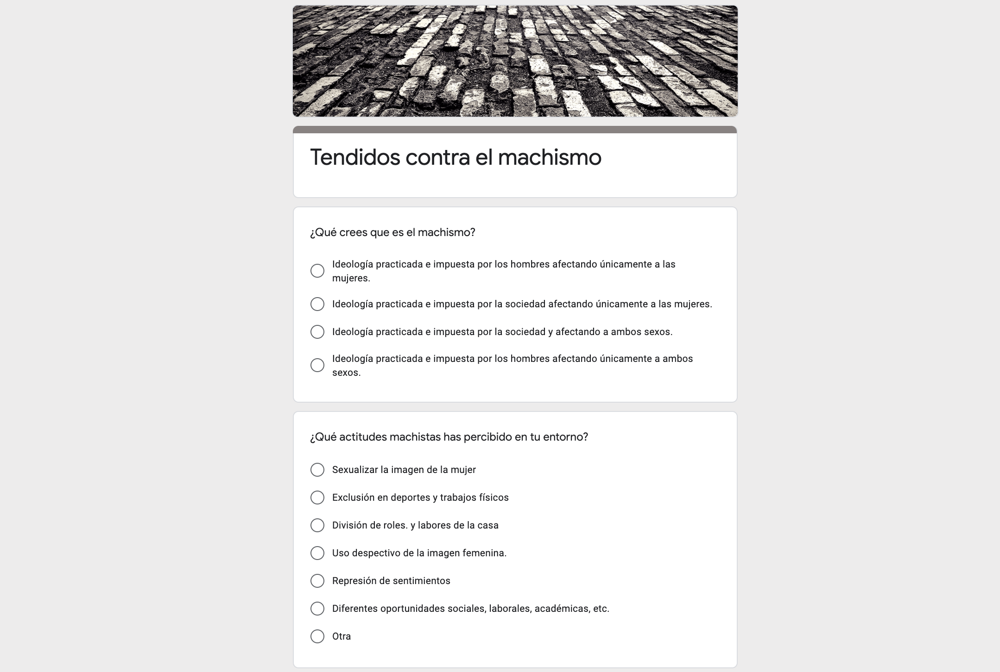 Tendidos contra el machismo
¿Qué crees que es el machismo?
Ideología practicada e impuesta por los hombres afectando únicamente a las
mujeres.
Ideología practicada e impuesta por la sociedad afectando únicamente a las mujeres.
Ideología practicada e impuesta por la sociedad y afectando a ambos sexos.
Ideología practicada e impuesta por los hombres afectando únicamente a ambos
sexos.
¿Qué actitudes machistas has percibido en tu entorno?
Sexualizar la imagen de la mujer
Exclusión en deportes y trabajos físicos
División de roles. y labores de la casa
Uso despectivo de la imagen femenina.
Represión de sentimientos
Diferentes oportunidades sociales, laborales, académicas, etc.
Otra